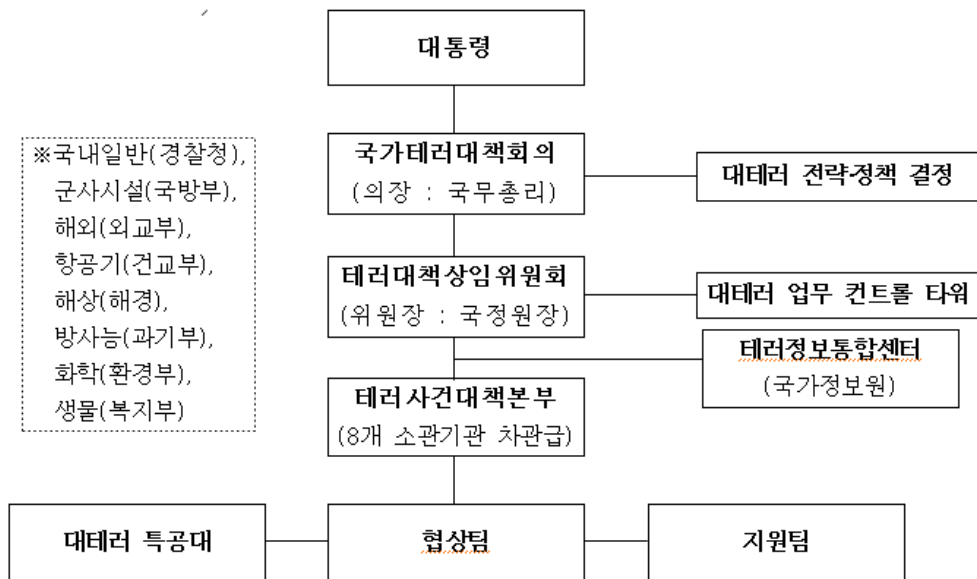 대통령
국가테러대책회의
(의장 : 국무총리)
대테러 전략·정책 결정
※국내일반(경찰청),
군사시설(국방부),
해외(외교부),
항공기(건교부),
해상(해경),
방사능(과기부),
화학(환경부),
생물(복지부)
테러대책상임위원회
(위원장 : 국정원장)
대테러 업무 컨트롤 타워
테러정보통합센터
(국가정보원)
테러사건대책본부
(8개 소관기관 차관급)
대테러 특공대
협상팀
지원팀